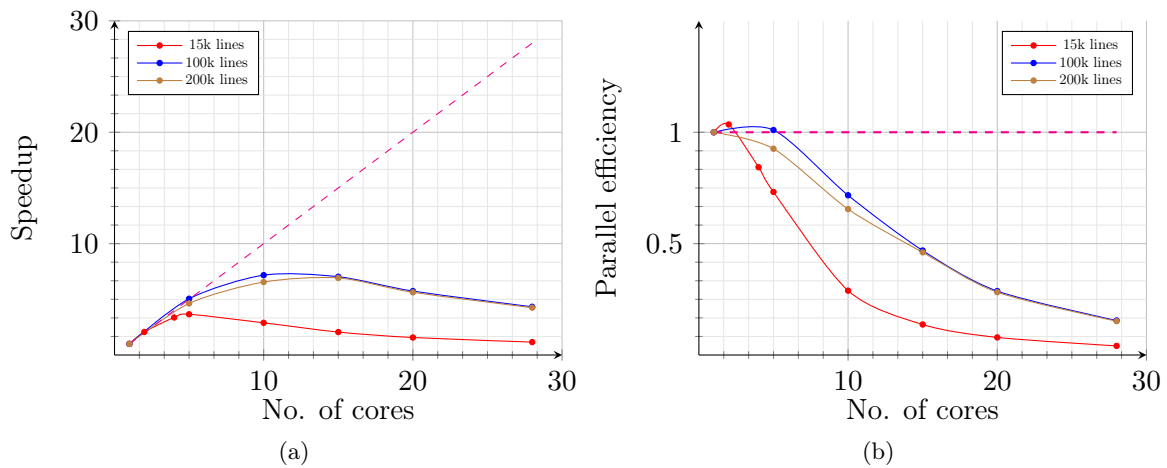 30
20
10
Speedup
15k lines
100k lines
200k lines
10
20
30
No. of cores
(a)
1
0.5
Parallel efficiency
15k lines
100k lines
200k lines
10
20
30
No. of cores
(b)